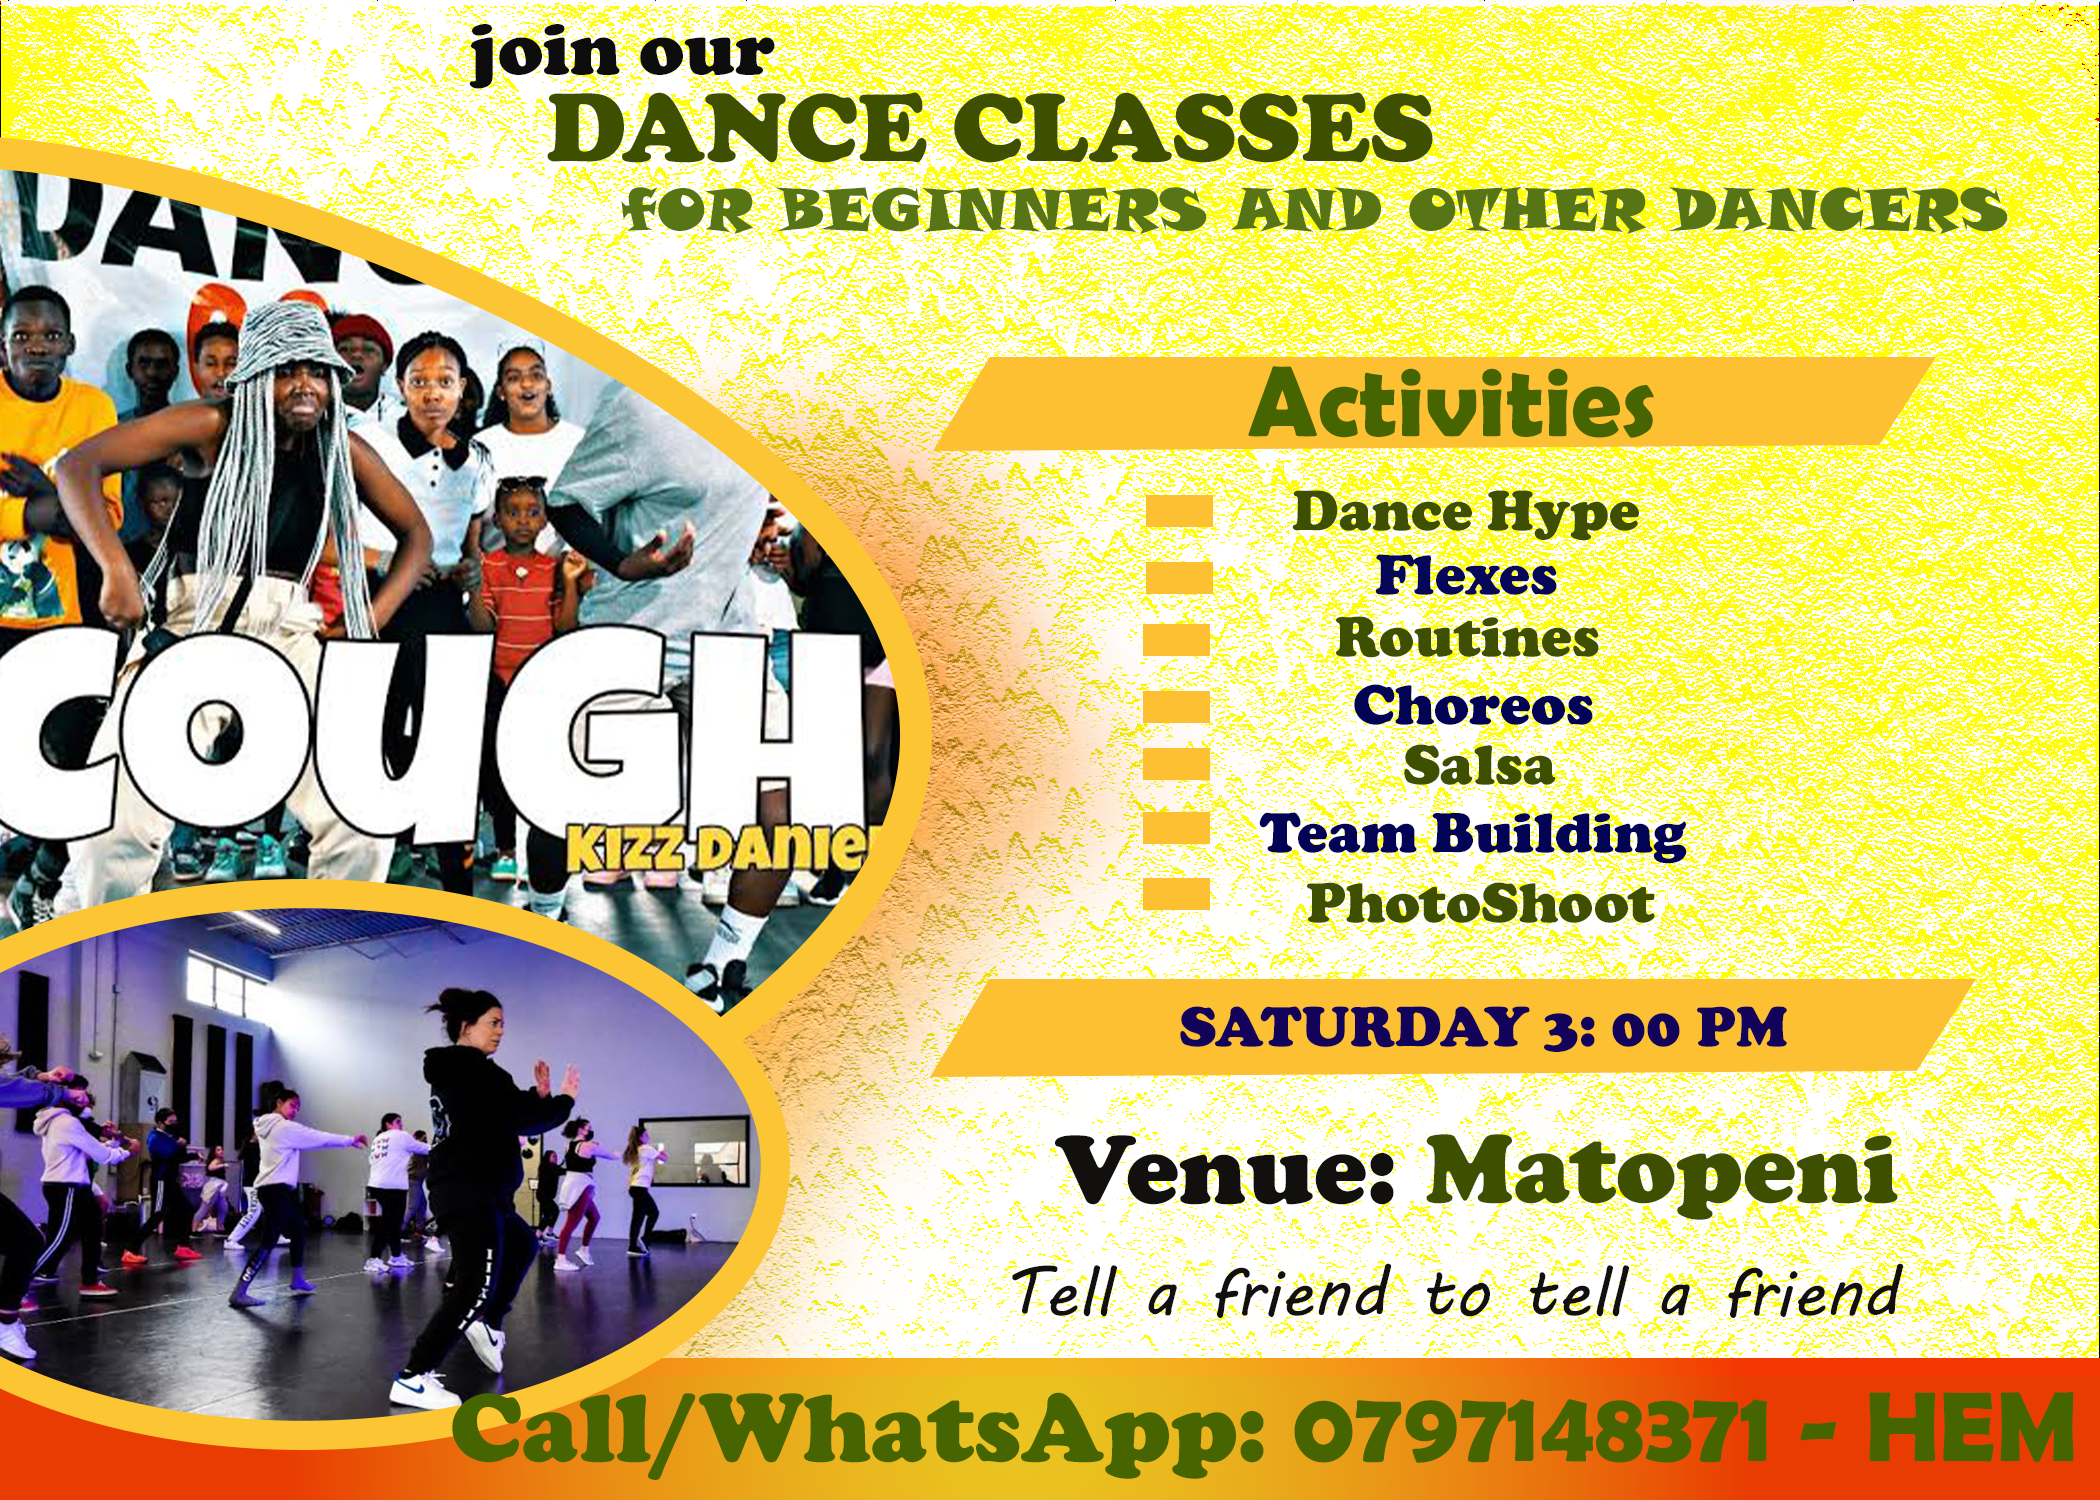 join our
DANCE CLASSES
fOR BEGINNERS AND OTHER DANCERS
DANC
COUGH
KIZZ DANIEL
Activities
Dance Hype
Flexes
Routines
Choreos
Salsa
Team Building
PhotoShoot
SATURDAY 3: 00 PM
Venue: Matopeni
Tell a friend to tell a friend
Call/WhatsApp: 0797148371 - HEM